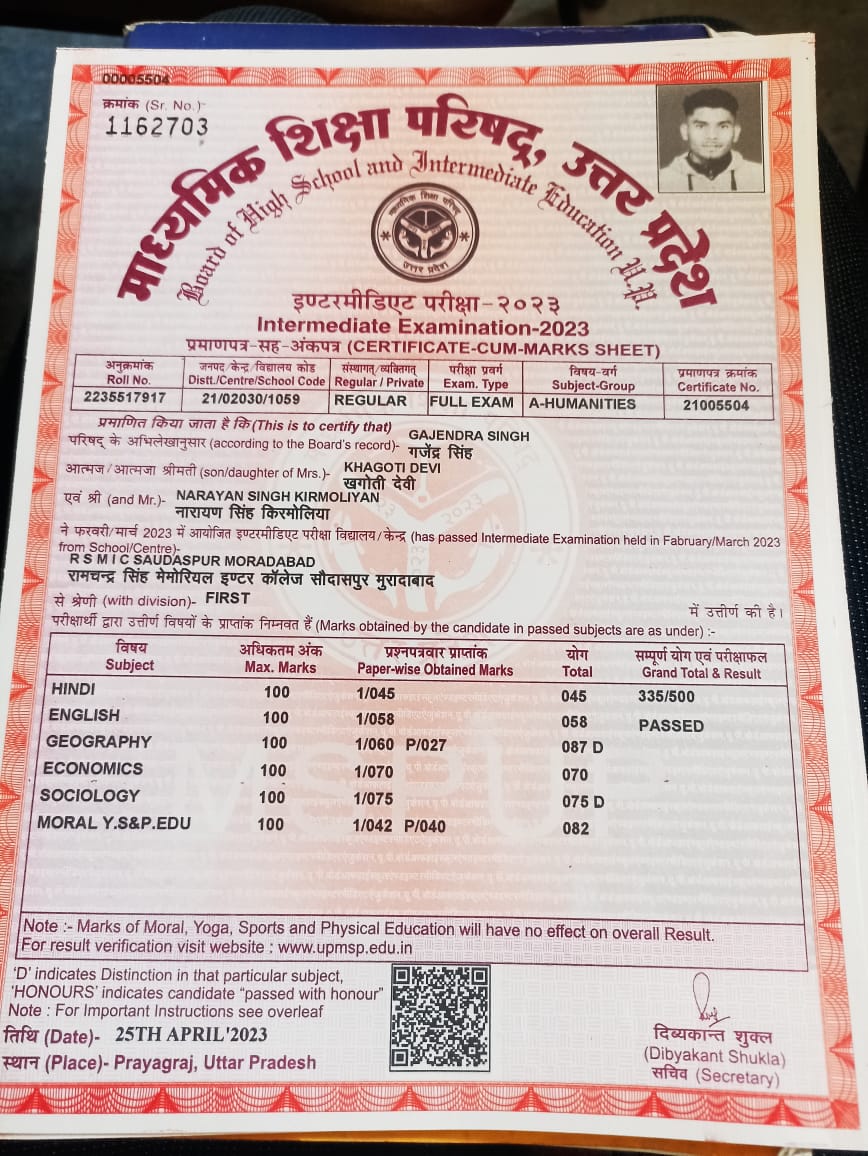 00005504
क्रमांक (Sr. No.)-
1162703
माध्यमिक शिक्षा परिषद्, उत्तर प्रदेश
Board of High School and Intermediate Education U.P.
माध्यमिक शिक्षा परिषद्
उत्तर प्रदेश
इण्टरमीडिएट परीक्षा-२०२३
Intermediate Examination-2023
प्रमाणपत्र-सह-अंकपत्र (CERTIFICATE-CUM-MARKS SHEET)
अनुक्रमांक जनपद/केन्द्र/विद्यालय कोड संस्थागत/व्यक्तिगत परीक्षा प्रवर्ग विषय-वर्ग प्रमाणपत्र क्रमांक
Roll No. Distt./Centre/School Code Regular / Private Exam. Type Subject-Group Certificate No.
2235517917 21/02030/1059 REGULAR FULL EXAM A-HUMANITIES 21005504
प्रमाणित किया जाता है कि (This is to certify that) GAJENDRA SINGH
परिषद् के अभिलेखानुसार (according to the Board's record)- गजेंद्र सिंह
आत्मज/आत्मजा श्रीमती (son/daughter of Mrs.)- KHAGOTI DEVI
खगोती देवी
एवं श्री (and Mr.)- NARAYAN SINGH KIRMOLIYAN
नारायण सिंह किरमोलिया
ने फरवरी/मार्च 2023 में आयोजित इण्टरमीडिएट परीक्षा विद्यालय/केन्द्र (has passed Intermediate Examination held in Fabruary/March 2023
from School/Centre)-
R S M I C SAUDASPUR MORADABAD
रामचन्द्र सिंह मेमोरियल इण्टर कॉलेज सौदासपुर मुरादाबाद
से श्रेणी (with division)- FIRST में उत्तीर्ण की है।
परीक्षार्थी द्वारा उत्तीर्ण विषयों के प्राप्तांक निम्नवत हैं (Marks obtained by the candidate in passed subjects are as under) :-
विषय अधिकतम अंक प्रश्नपत्रवार प्राप्तांक योग सम्पूर्ण योग एवं परीक्षाफल
Subject Max. Marks Paper-wise Obtained Marks Total Grand Total & Result
HINDI 100 1/045 045 335/500
ENGLISH 100 1/058 058 PASSED
GEOGRAPHY 100 1/060 P/027 087 D
ECONOMICS 100 1/070 070
SOCIOLOGY 100 1/075 075 D
MORAL Y.S&P.EDU 100 1/042 P/040 082
Note :- Marks of Moral, Yoga, Sports and Physical Education will have no effect on overall Result.
For result verification visit website : www.upmsp.edu.in
'D' indicates Distinction in that particular subject,
'HONOURS' indicates candidate "passed with honour"
Note : For Important Instructions see overleaf
तिथि (Date)- 25TH APRIL'2023
स्थान (Place)- Prayagraj, Uttar Pradesh
दिब्यकान्त शुक्ल
(Dibyakant Shukla)
सचिव (Secretary)